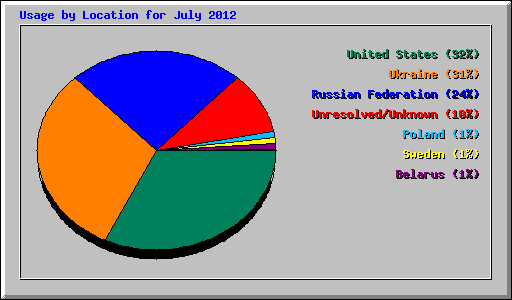 Usage by Location for July 2012
United States (32%)
Ukraine (31%)
Russian Federation (24%)
Unresolved/Unknown (10%)
Poland (1%)
Sweden (1%)
Belarus (1%)